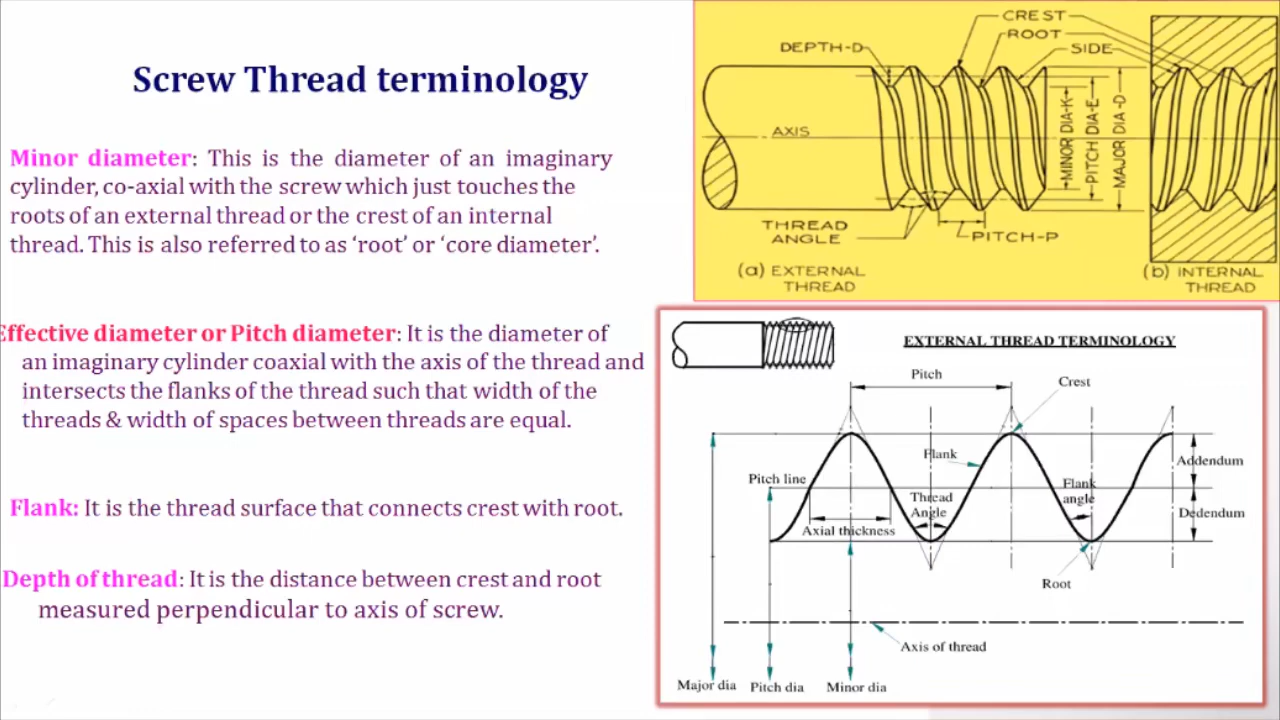 Screw Thread terminology
Minor diameter: This is the diameter of an imaginary
cylinder, co-axial with the screw which just touches the
roots of an external thread or the crest of an internal
thread. This is also referred to as ‘root’ or ‘core diameter’.
Effective diameter or Pitch diameter: It is the diameter of
an imaginary cylinder coaxial with the axis of the thread and
intersects the flanks of the thread such that width of the
threads & width of spaces between threads are equal.
Flank: It is the thread surface that connects crest with root.
Depth of thread: It is the distance between crest and root
measured perpendicular to axis of screw.
CREST
ROOT
DEPTH-D
SIDE
AXIS
MINOR DIA-K
PITCH DIA-E
MAJOR DIA-D
THREAD
ANGLE
PITCH-P
(a) EXTERNAL
THREAD
(b) INTERNAL
THREAD
EXTERNAL THREAD TERMINOLOGY
Pitch
Crest
Flank
Addendum
Pitch line
Thread
Angle
Flank
angle
Dedendum
Axial thickness
Root
Axis of thread
Major dia
Pitch dia
Minor dia